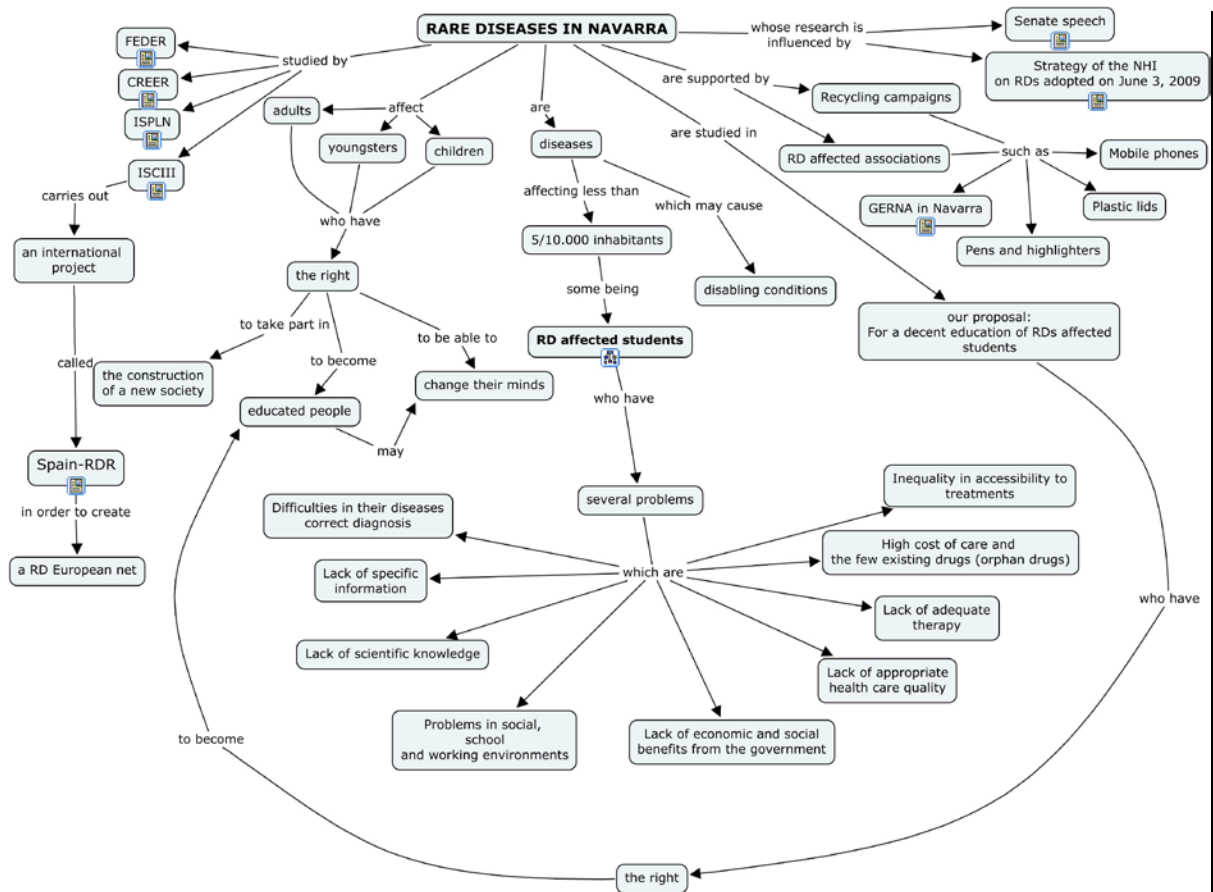 RARE DISEASES IN NAVARRA
whose research is
influenced by
Senate speech
Strategy of the NHI
on RDs adopted on June 3, 2009
studied by
FEDER
CREER
ISPLN
ISCIII
carries out
an international
project
called
Spain-RDR
in order to create
a RD European net
affect
adults
youngsters
children
who have
the right
to take part in
the construction
of a new society
to become
educated people
may
to be able to
change their minds
are
diseases
affecting less than
5/10.000 inhabitants
which may cause
disabling conditions
some being
RD affected students
who have
several problems
which are
Difficulties in their diseases
correct diagnosis
Lack of specific
information
Lack of scientific knowledge
Problems in social,
school
and working environments
Lack of economic and social
benefits from the government
Lack of appropriate
health care quality
Lack of adequate
therapy
High cost of care and
the few existing drugs (orphan drugs)
Inequality in accessibility to
treatments
are supported by
Recycling campaigns
RD affected associations
such as
Mobile phones
Plastic lids
Pens and highlighters
GERNA in Navarra
are studied in
our proposal:
For a decent education of RDs affected
students
who have
the right
to become